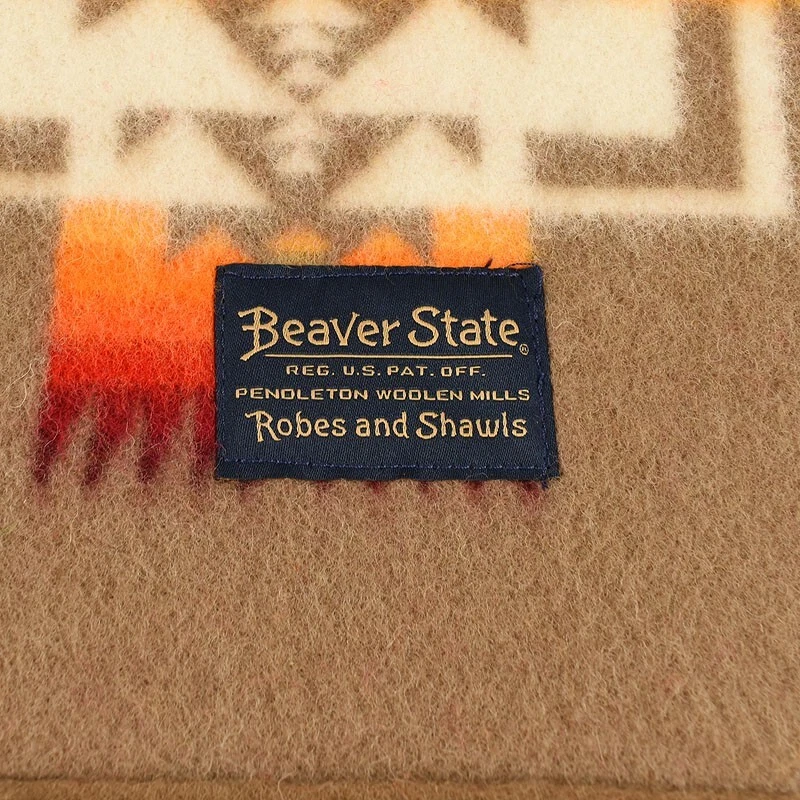 Beaver State®
REG. U.S. PAT. OFF.
PENDLETON WOOLEN MILLS
Robes and Shawls